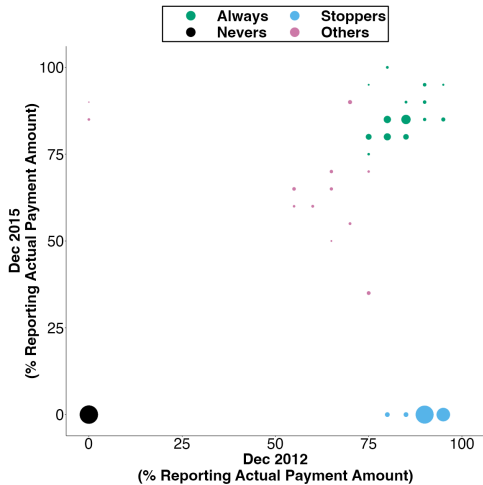 Always Stoppers
Nevers Others
100
75
50
25
0
Dec 2015
(% Reporting Actual Payment Amount)
0 25 50 75 100
Dec 2012
(% Reporting Actual Payment Amount)